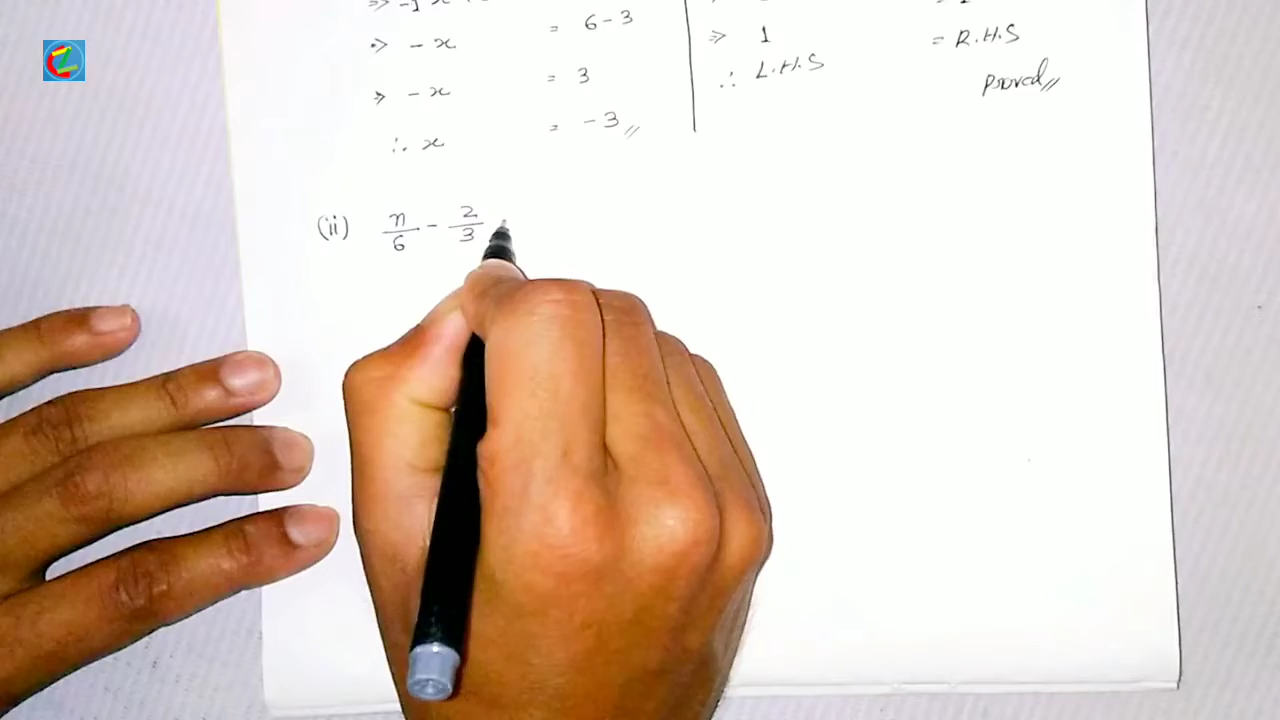 ⇒ - x = 6-3
⇒ - x = 3
∴ x = -3 //
⇒ 1
∴ L.H.S = R.H.S
proved //
(ii) n/6 - 2/3